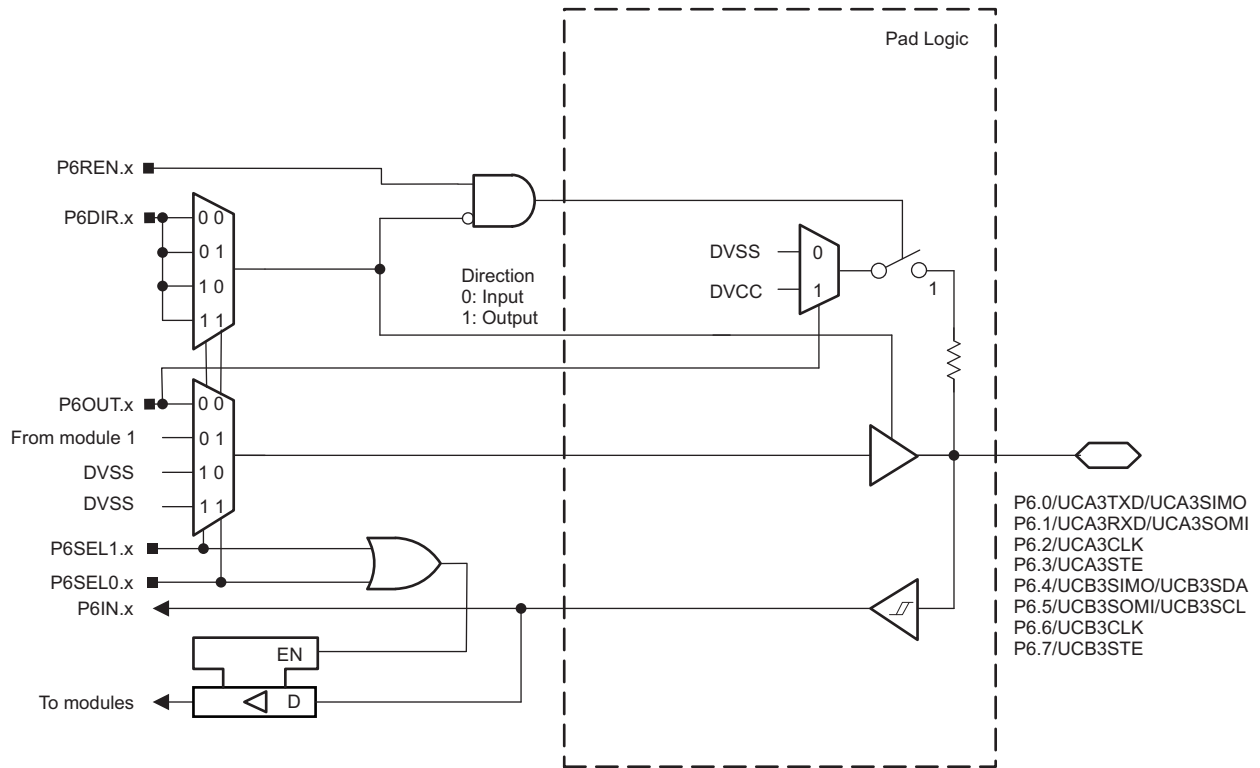 Pad Logic
P6REN.x
P6DIR.x
0 0
0 1
1 0
1 1
Direction
0: Input
1: Output
DVSS
0
DVCC
1
1
P6OUT.x
0 0
From module 1
0 1
DVSS
1 0
DVSS
1 1
P6SEL1.x
P6SEL0.x
P6IN.x
EN
To modules
D
P6.0/UCA3TXD/UCA3SIMO
P6.1/UCA3RXD/UCA3SOMI
P6.2/UCA3CLK
P6.3/UCA3STE
P6.4/UCB3SIMO/UCB3SDA
P6.5/UCB3SOMI/UCB3SCL
P6.6/UCB3CLK
P6.7/UCB3STE